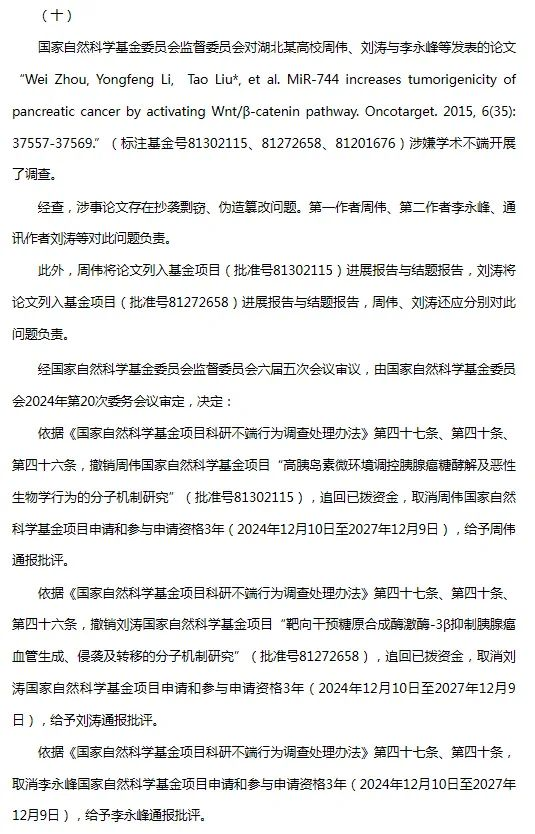 （十）
国家自然科学基金委员会监督委员会对湖北某高校周伟、刘涛与李永峰等发表的论文
“Wei Zhou, Yongfeng Li, Tao Liu*, et al. MiR-744 increases tumorigenicity of
pancreatic cancer by activating Wnt/β-catenin pathway. Oncotarget. 2015, 6(35):
37557-37569.”（标注基金号81302115、81272658、81201676）涉嫌学术不端开展
了调查。
经查，涉事论文存在抄袭剽窃、伪造篡改问题。第一作者周伟、第二作者李永峰、通
讯作者刘涛等对此问题负责。
此外，周伟将论文列入基金项目（批准号81302115）进展报告与结题报告，刘涛将
论文列入基金项目（批准号81272658）进展报告与结题报告，周伟、刘涛还应分别对此
问题负责。
经国家自然科学基金委员会监督委员会六届五次会议审议，由国家自然科学基金委员
会2024年第20次委务会议审定，决定：
依据《国家自然科学基金项目科研不端行为调查处理办法》第四十七条、第四十条、
第四十六条，撤销周伟国家自然科学基金项目“高胰岛素微环境调控胰腺癌糖酵解及恶性
生物学行为的分子机制研究”（批准号81302115），追回已拨资金，取消周伟国家自然
科学基金项目申请和参与申请资格3年（2024年12月10日至2027年12月9日），给予周伟
通报批评。
依据《国家自然科学基金项目科研不端行为调查处理办法》第四十七条、第四十条、
第四十六条，撤销刘涛国家自然科学基金项目“靶向干预糖原合成酶激酶-3β抑制胰腺癌
血管生成、侵袭及转移的分子机制研究”（批准号81272658），追回已拨资金，取消刘
涛国家自然科学基金项目申请和参与申请资格3年（2024年12月10日至2027年12月9
日），给予刘涛通报批评。
依据《国家自然科学基金项目科研不端行为调查处理办法》第四十七条、第四十条，
取消李永峰国家自然科学基金项目申请和参与申请资格3年（2024年12月10日至2027年
12月9日），给予李永峰通报批评。